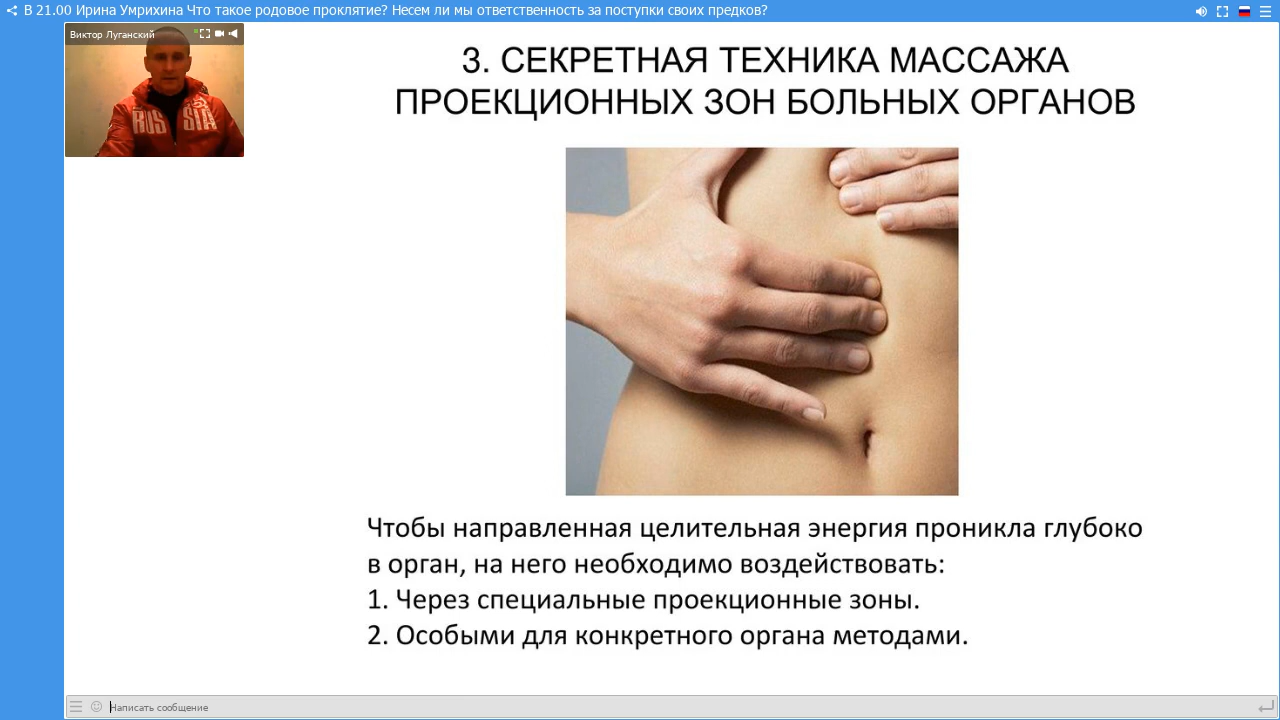 В 21.00 Ирина Умрихина Что такое родовое проклятие? Несем ли мы ответственность за поступки своих предков?
Виктор Луганский
RUSSIA
3. СЕКРЕТНАЯ ТЕХНИКА МАССАЖА
ПРОЕКЦИОННЫХ ЗОН БОЛЬНЫХ ОРГАНОВ
Чтобы направленная целительная энергия проникла глубоко
в орган, на него необходимо воздействовать:
1. Через специальные проекционные зоны.
2. Особыми для конкретного органа методами.
Написать сообщение